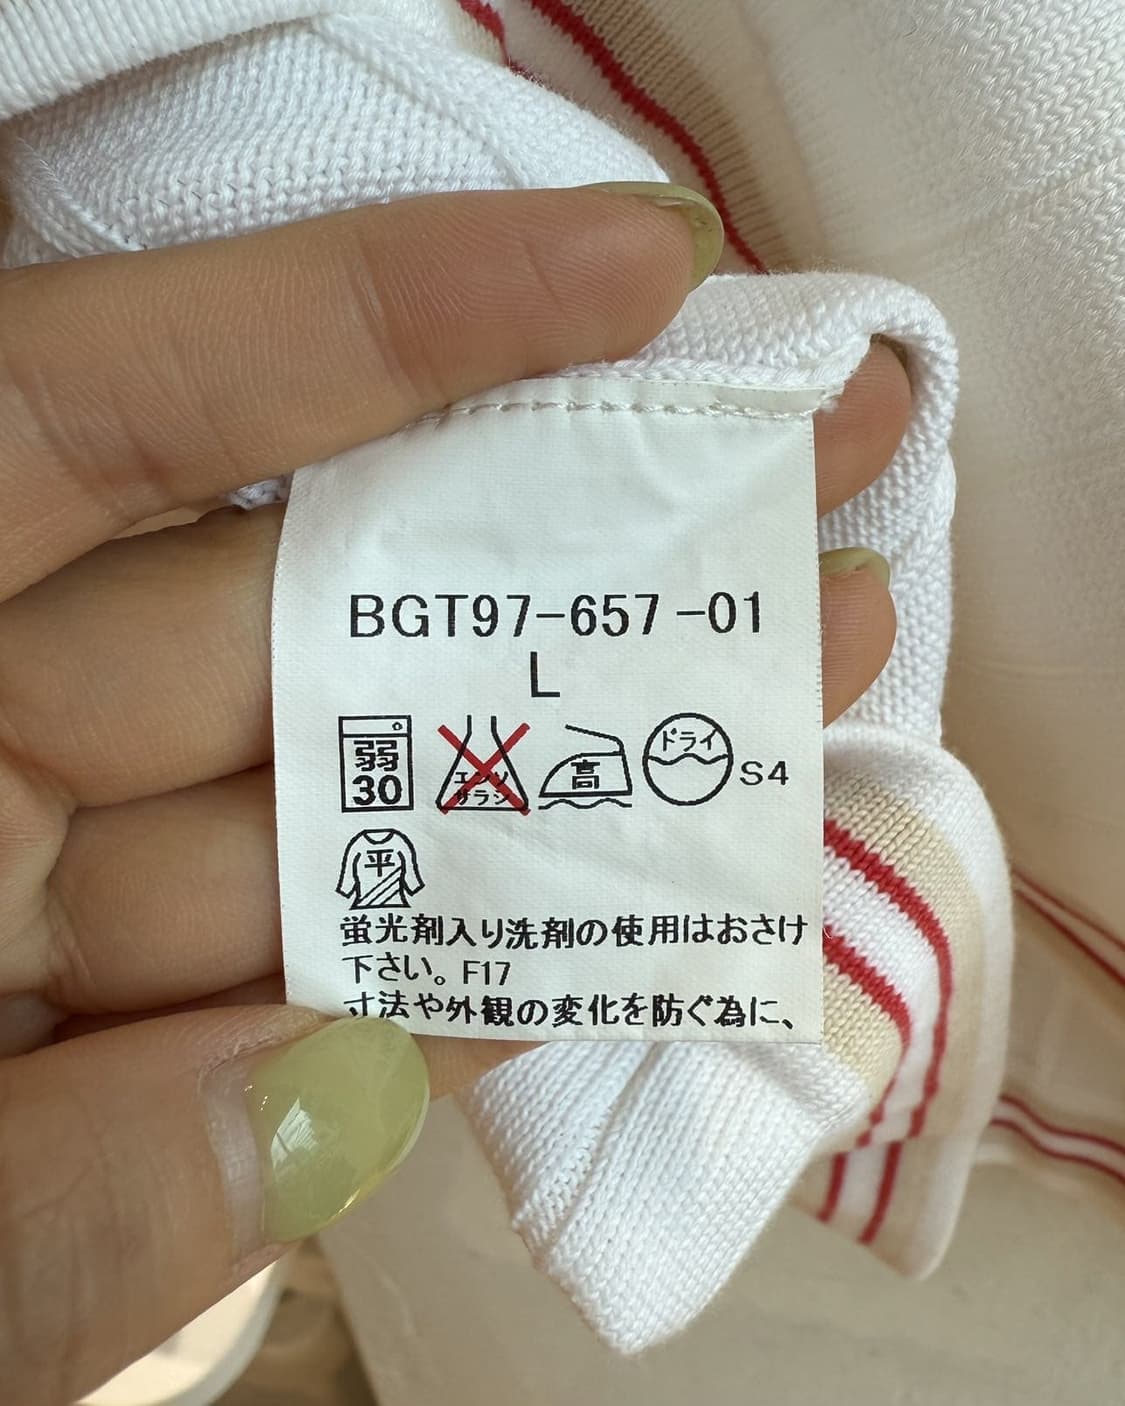 BGT97-657-01
L
弱
30
エンソ
サラシ
高
ドライ
S4
平
蛍光剤入り洗剤の使用はおさけ
下さい。F17
寸法や外観の変化を防ぐ為に、